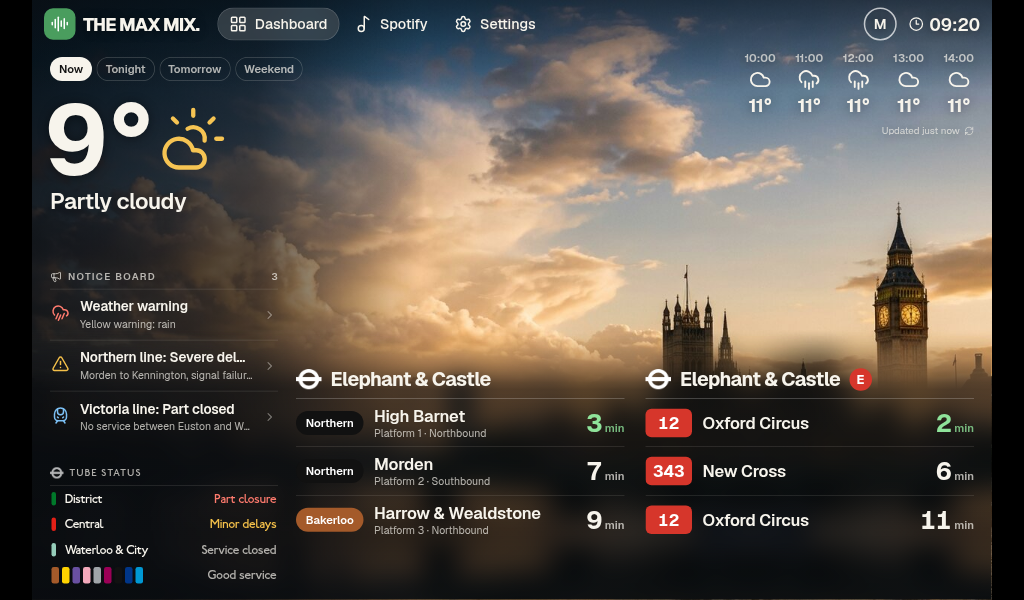 THE MAX MIX.
Dashboard
Spotify
Settings
M
09:20
Now
Tonight
Tomorrow
Weekend
10:00 11:00 12:00 13:00 14:00
11° 11° 11° 11° 11°
Updated just now
9°
Partly cloudy
NOTICE BOARD 3
Weather warning
Yellow warning: rain
Northern line: Severe del...
Morden to Kennington, signal failur...
Victoria line: Part closed
No service between Euston and W...
TUBE STATUS
District Part closure
Central Minor delays
Waterloo & City Service closed
Good service
Elephant & Castle
Northern High Barnet 3 min
Platform 1 · Northbound
Northern Morden 7 min
Platform 2 · Southbound
Bakerloo Harrow & Wealdstone 9 min
Platform 3 · Northbound
Elephant & Castle E
12 Oxford Circus 2 min
343 New Cross 6 min
12 Oxford Circus 11 min